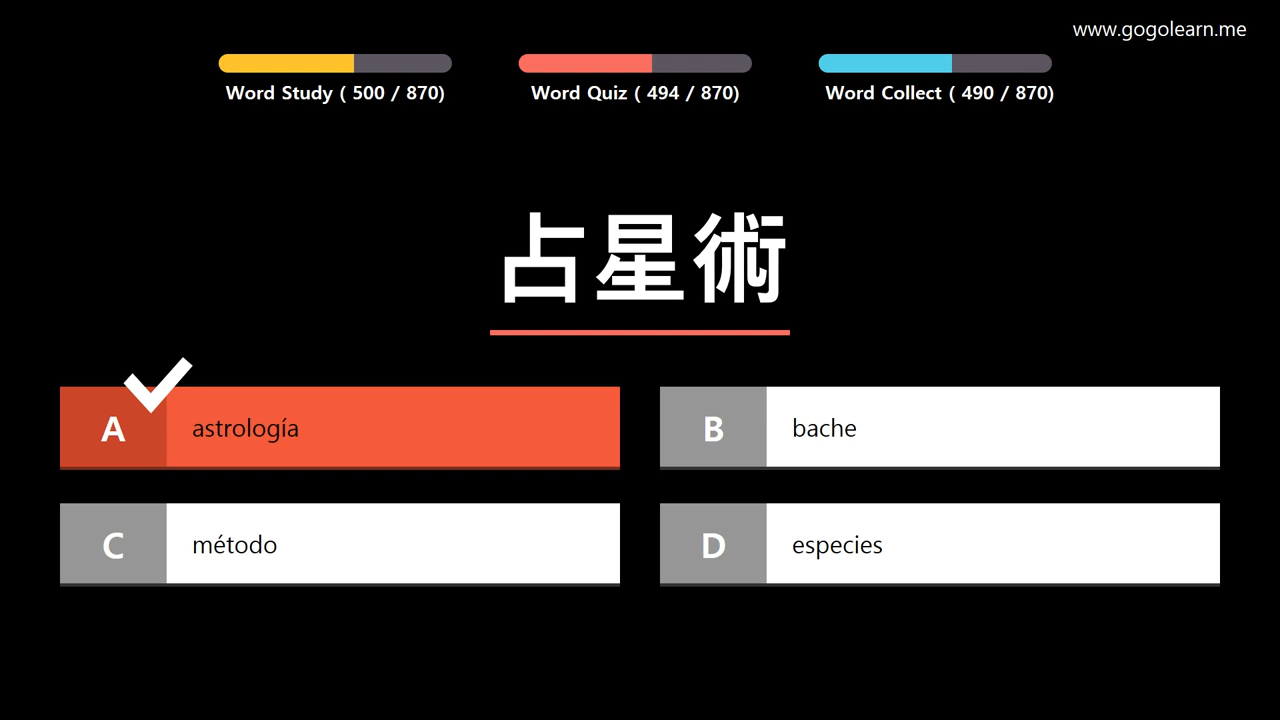 www.gogolearn.me
Word Study ( 500 / 870)
Word Quiz ( 494 / 870)
Word Collect ( 490 / 870)
占星術
A astrología
B bache
C método
D especies